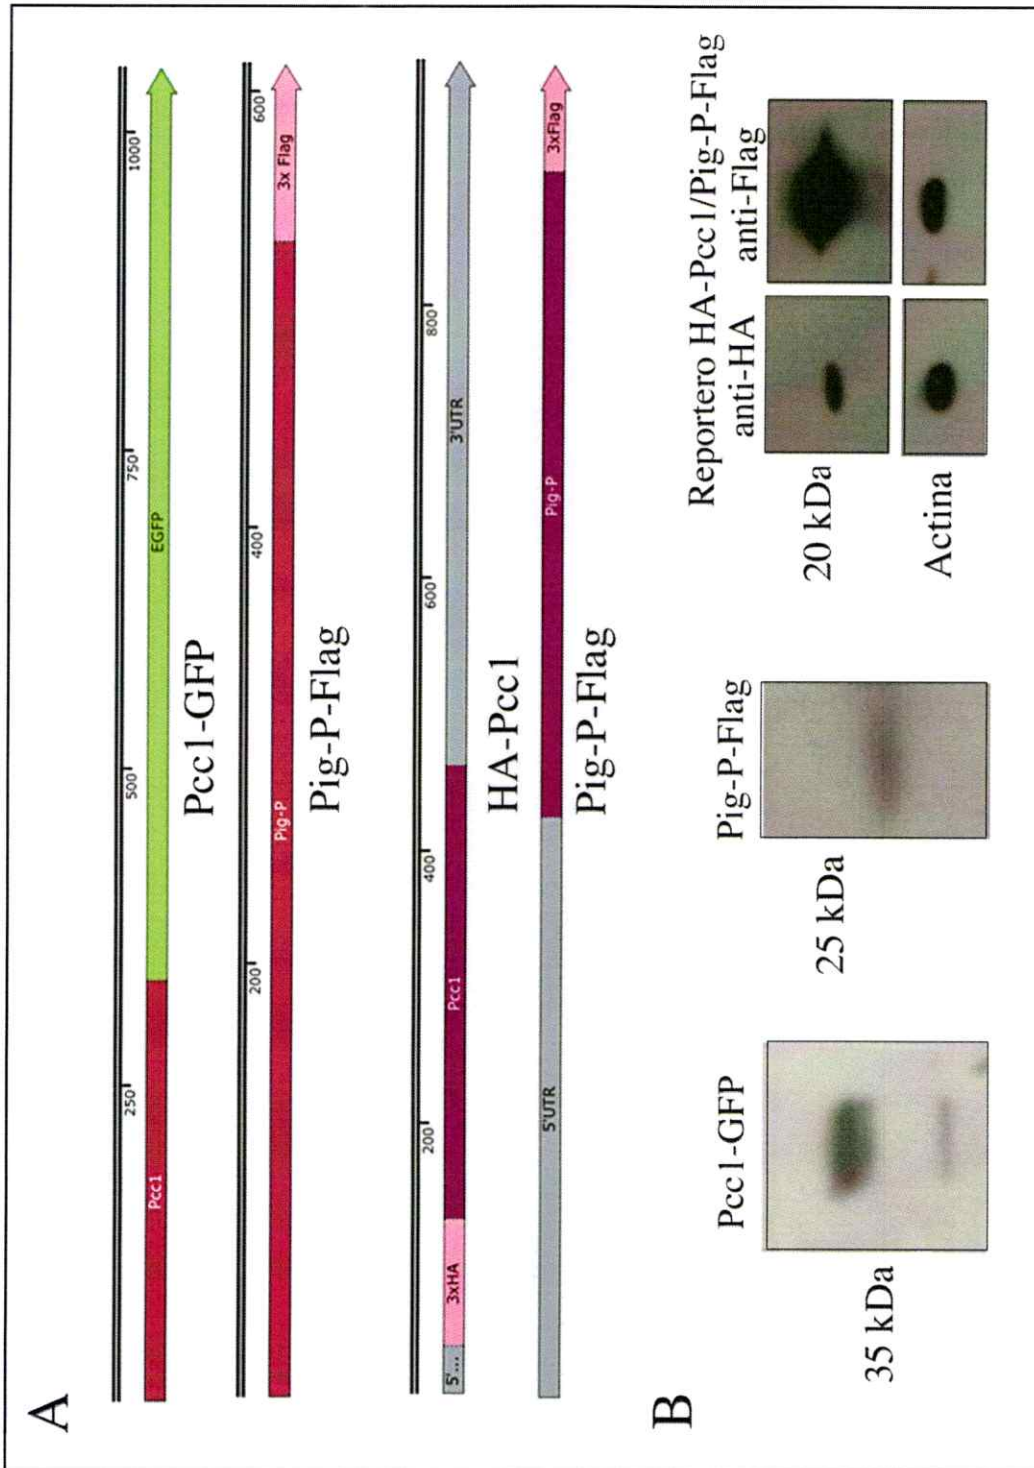 A
250
500
750
1000
Pcc1
EGFP
Pcc1-GFP
200
400
600
Pig-P
3x Flag
Pig-P-Flag
200
400
600
800
5'...
3xHA
Pcc1
3'UTR
HA-Pcc1
5'UTR
Pig-P
3xFlag
Pig-P-Flag
B
Pcc1-GFP
35 kDa
Pig-P-Flag
25 kDa
Reportero HA-Pcc1/Pig-P-Flag
anti-HA
anti-Flag
20 kDa
Actina